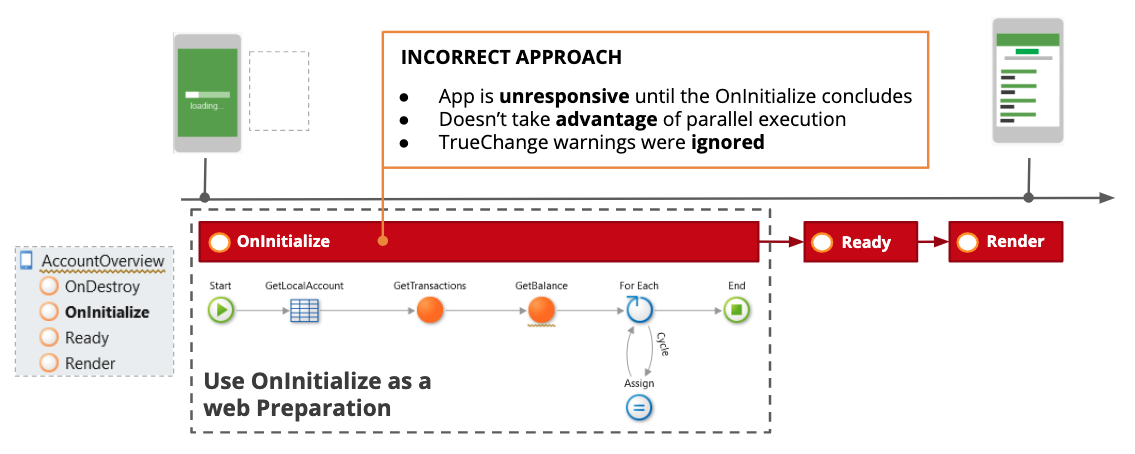 loading...
INCORRECT APPROACH
● App is unresponsive until the OnInitialize concludes
● Doesn't take advantage of parallel execution
● TrueChange warnings were ignored
OnInitialize
Ready
Render
AccountOverview
OnDestroy
OnInitialize
Ready
Render
Start
GetLocalAccount
GetTransactions
GetBalance
For Each
End
Cycle
Assign
Use OnInitialize as a
web Preparation